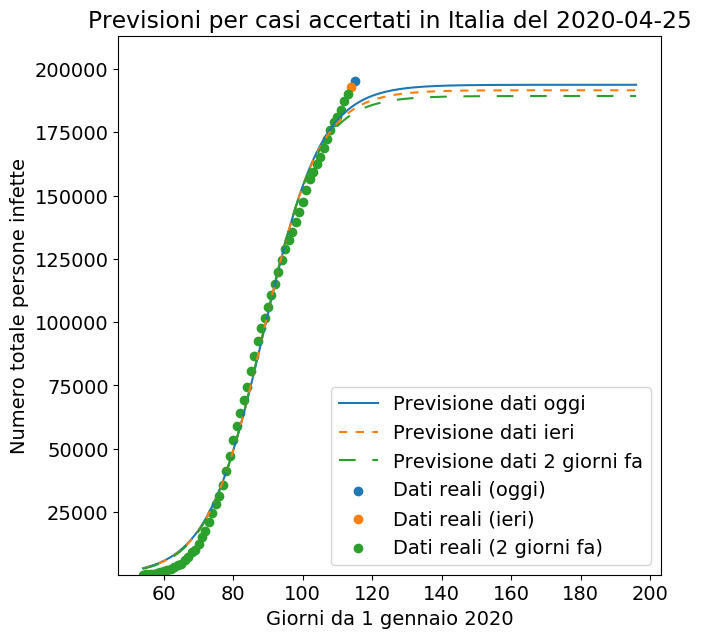 Previsioni per casi accertati in Italia del 2020-04-25
Numero totale persone infette
200000
175000
150000
125000
100000
75000
50000
25000
Previsione dati oggi
Previsione dati ieri
Previsione dati 2 giorni fa
Dati reali (oggi)
Dati reali (ieri)
Dati reali (2 giorni fa)
60 80 100 120 140 160 180 200
Giorni da 1 gennaio 2020